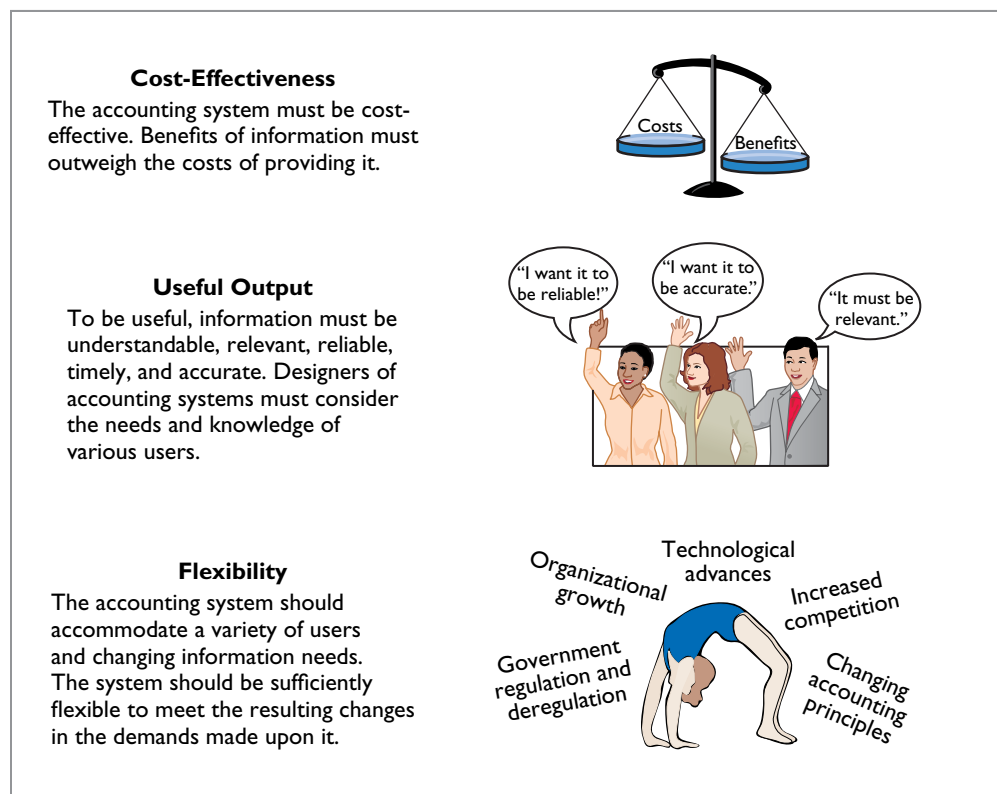 Cost-Effectiveness
The accounting system must be cost-
effective. Benefits of information must
outweigh the costs of providing it.
Costs
Benefits
Useful Output
To be useful, information must be
understandable, relevant, reliable,
timely, and accurate. Designers of
accounting systems must consider
the needs and knowledge of
various users.
“I want it to
be reliable!”
“I want it to
be accurate.”
“It must be
relevant.”
Flexibility
The accounting system should
accommodate a variety of users
and changing information needs.
The system should be sufficiently
flexible to meet the resulting changes
in the demands made upon it.
Government
regulation and
deregulation
Organizational
growth
Technological
advances
Increased
competition
Changing
accounting
principles